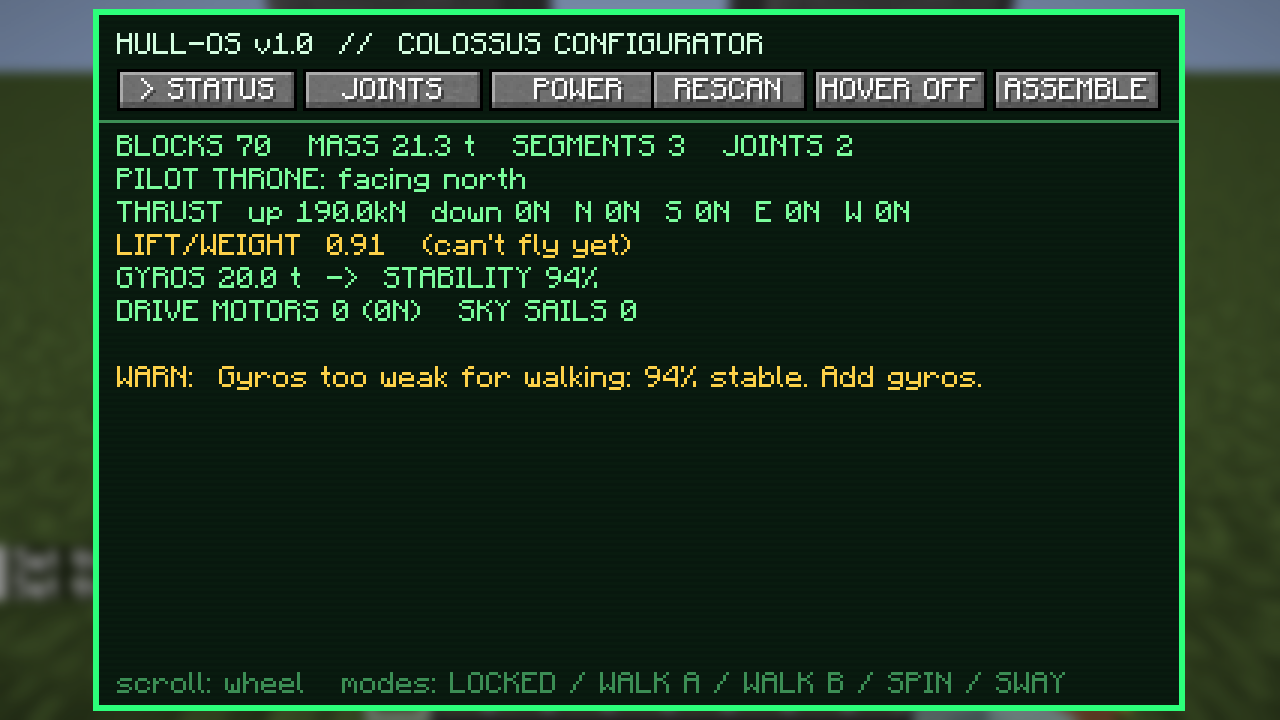 HULL-OS v1.0 // COLOSSUS CONFIGURATOR
> STATUS JOINTS POWER RESCAN HOVER OFF ASSEMBLE
BLOCKS 70 MASS 21.3 t SEGMENTS 3 JOINTS 2
PILOT THRONE: facing north
THRUST up 190.0kN down 0N N 0N S 0N E 0N W 0N
LIFT/WEIGHT 0.91 (can't fly yet)
GYROS 20.0 t -> STABILITY 94%
DRIVE MOTORS 0 (0N) SKY SAILS 0
WARN: Gyros too weak for walking: 94% stable. Add gyros.
scroll: wheel modes: LOCKED / WALK A / WALK B / SPIN / SWAY